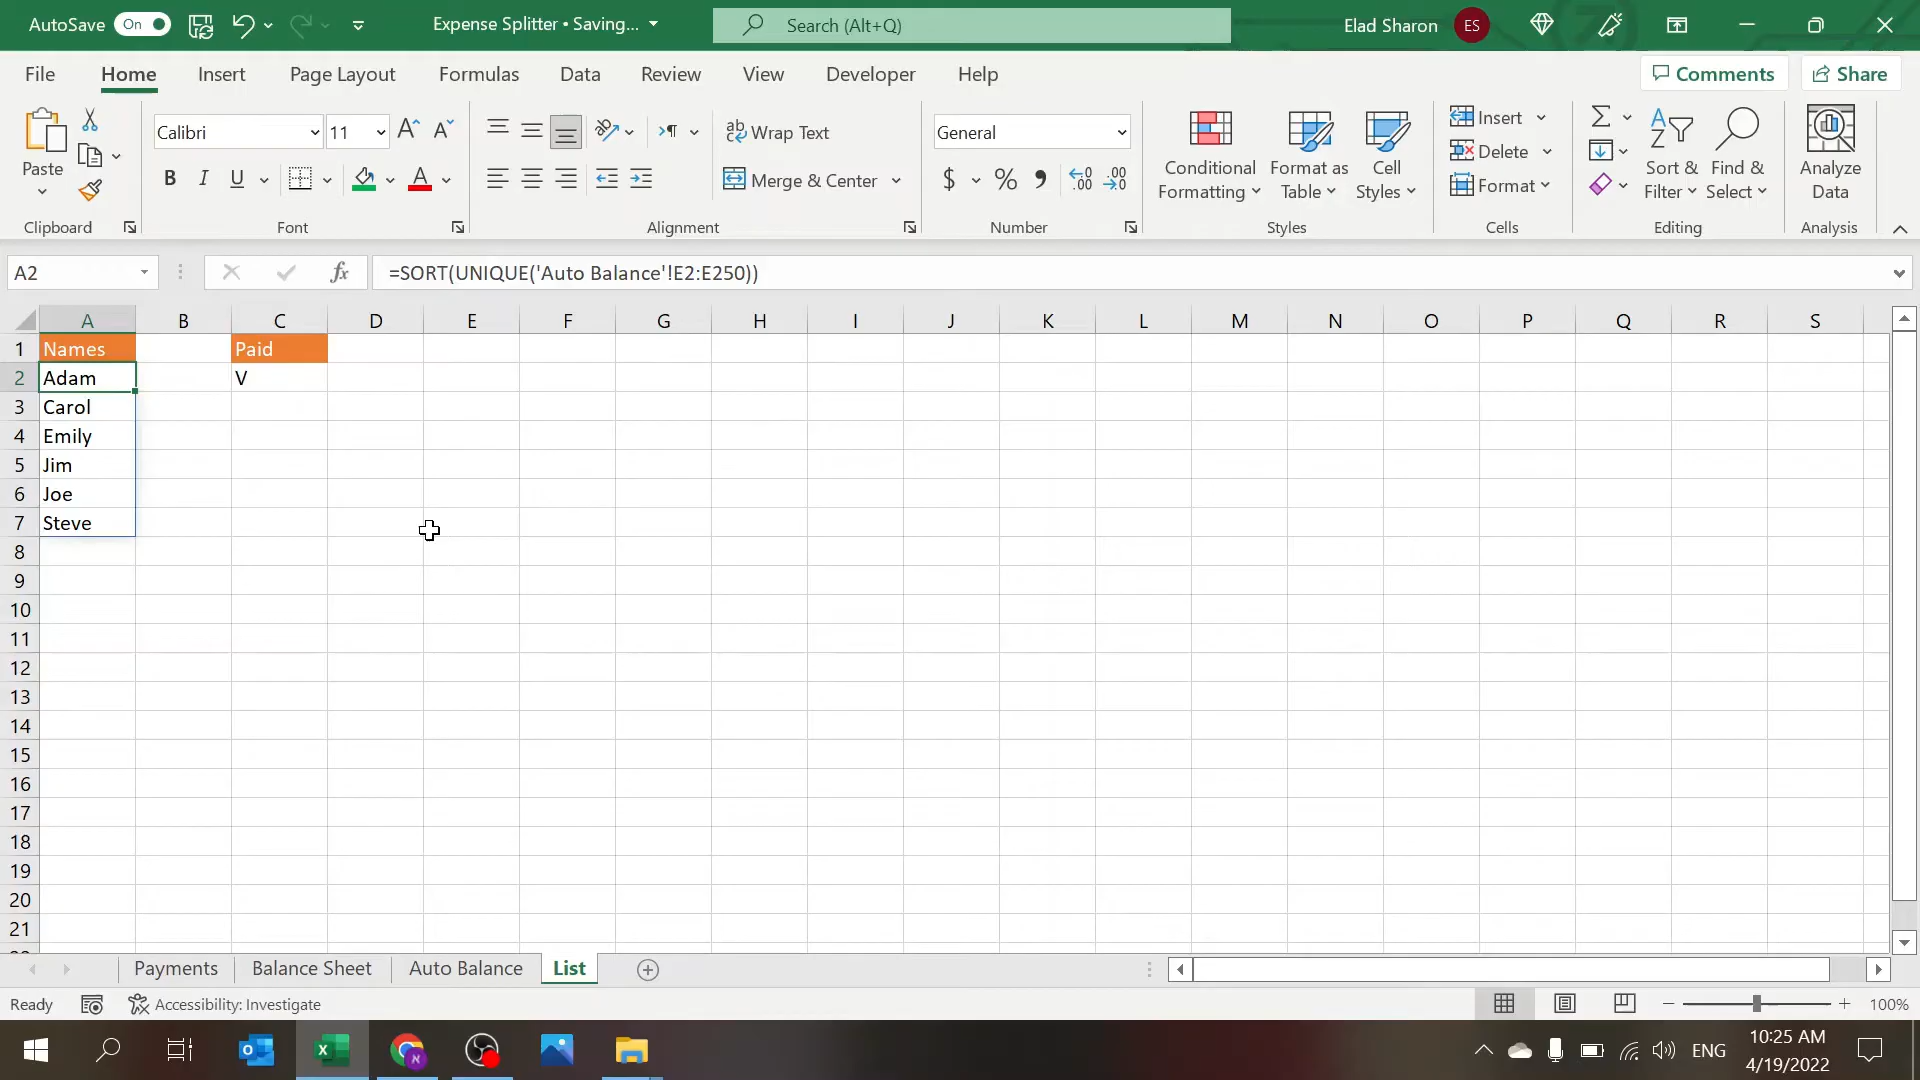 AutoSave On Expense Splitter • Saving... Search (Alt+Q) Elad Sharon ES
File Home Insert Page Layout Formulas Data Review View Developer Help Comments Share
Paste
Clipboard
Calibri 11
B I U A
Font
ab Wrap Text
Merge & Center
Alignment
General
$ % 9 .00
Number
Conditional Formatting
Format as Table
Cell Styles
Styles
Insert
Delete
Format
Cells
Sort & Filter
Find & Select
Editing
Analyze Data
Analysis
A2 fx =SORT(UNIQUE('Auto Balance'!E2:E250))
A B C D E F G H I J K L M N O P Q R S
1 Names Paid
2 Adam V
3 Carol
4 Emily
5 Jim
6 Joe
7 Steve
8
9
10
11
12
13
14
15
16
17
18
19
20
21
Payments Balance Sheet Auto Balance List
Ready Accessibility: Investigate 100%
ENG 10:25 AM
4/19/2022